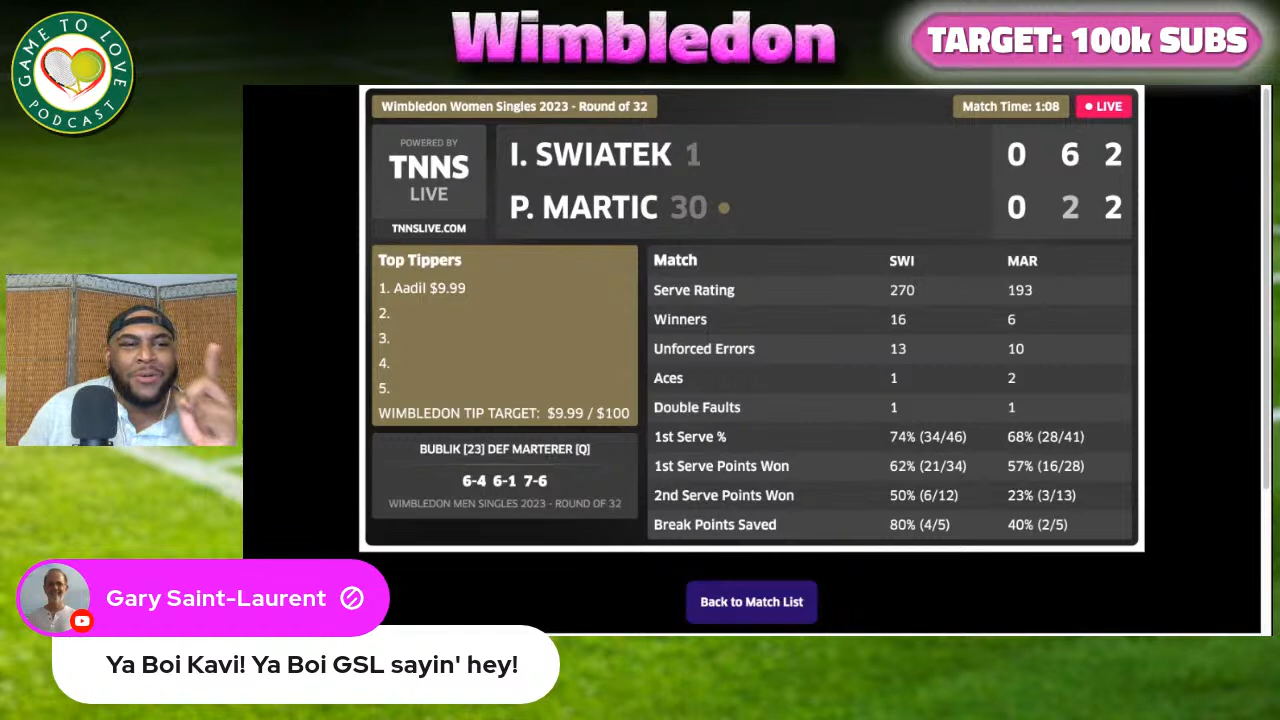 GAME TO LOVE
PODCAST
Wimbledon
TARGET: 100k SUBS
Wimbledon Women Singles 2023 - Round of 32
Match Time: 1:08
LIVE
POWERED BY
TNNS
LIVE
TNNSLIVE.COM
I. SWIATEK 1 0 6 2
P. MARTIC 30 0 2 2
Top Tippers
1. Aadil $9.99
2.
3.
4.
5.
WIMBLEDON TIP TARGET: $9.99 / $100
BUBLIK [23] DEF MARTERER [Q]
6-4 6-1 7-6
WIMBLEDON MEN SINGLES 2023 - ROUND OF 32
Match SWI MAR
Serve Rating 270 193
Winners 16 6
Unforced Errors 13 10
Aces 1 2
Double Faults 1 1
1st Serve % 74% (34/46) 68% (28/41)
1st Serve Points Won 62% (21/34) 57% (16/28)
2nd Serve Points Won 50% (6/12) 23% (3/13)
Break Points Saved 80% (4/5) 40% (2/5)
Back to Match List
Gary Saint-Laurent
Ya Boi Kavi! Ya Boi GSL sayin' hey!